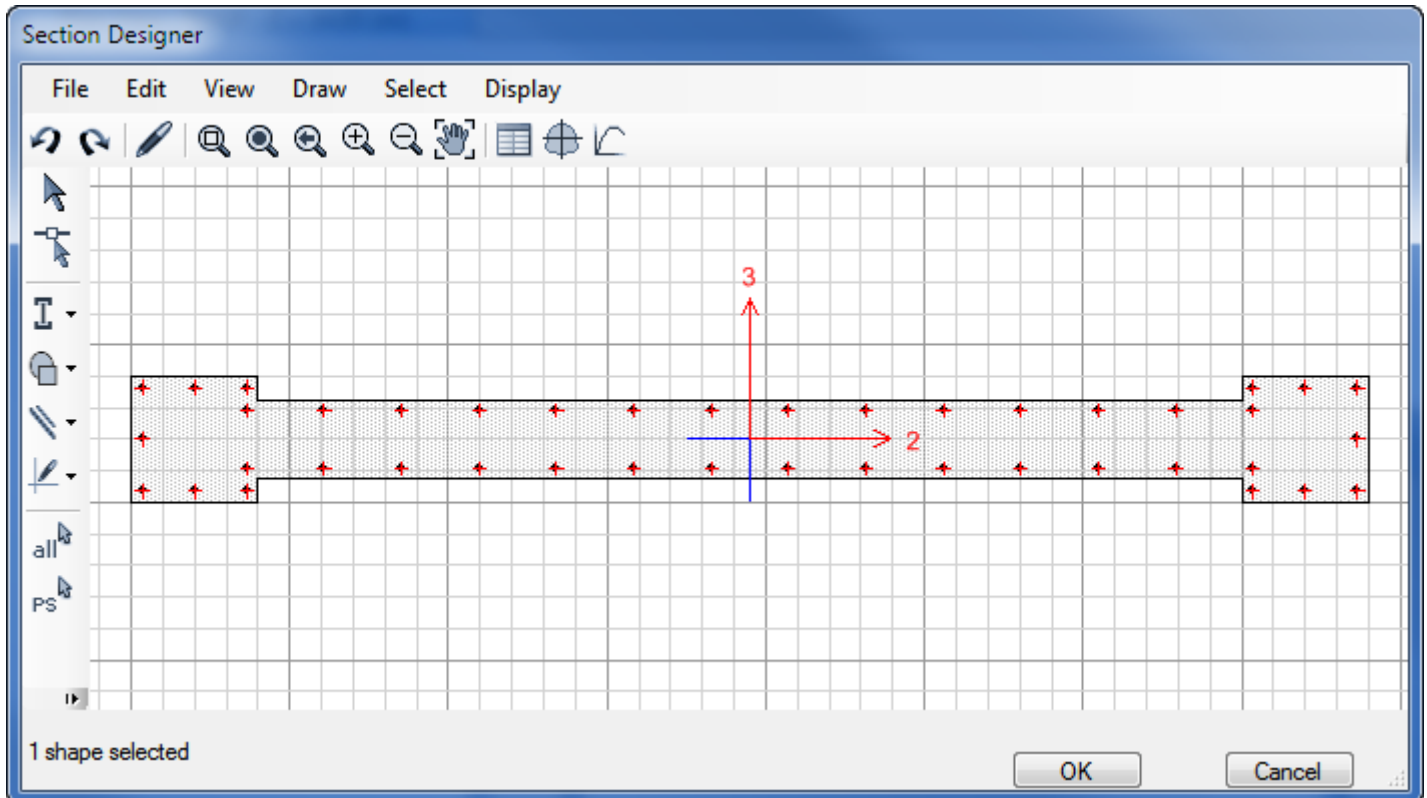 Section Designer
File Edit View Draw Select Display
3
2
all
PS
1 shape selected
OK Cancel